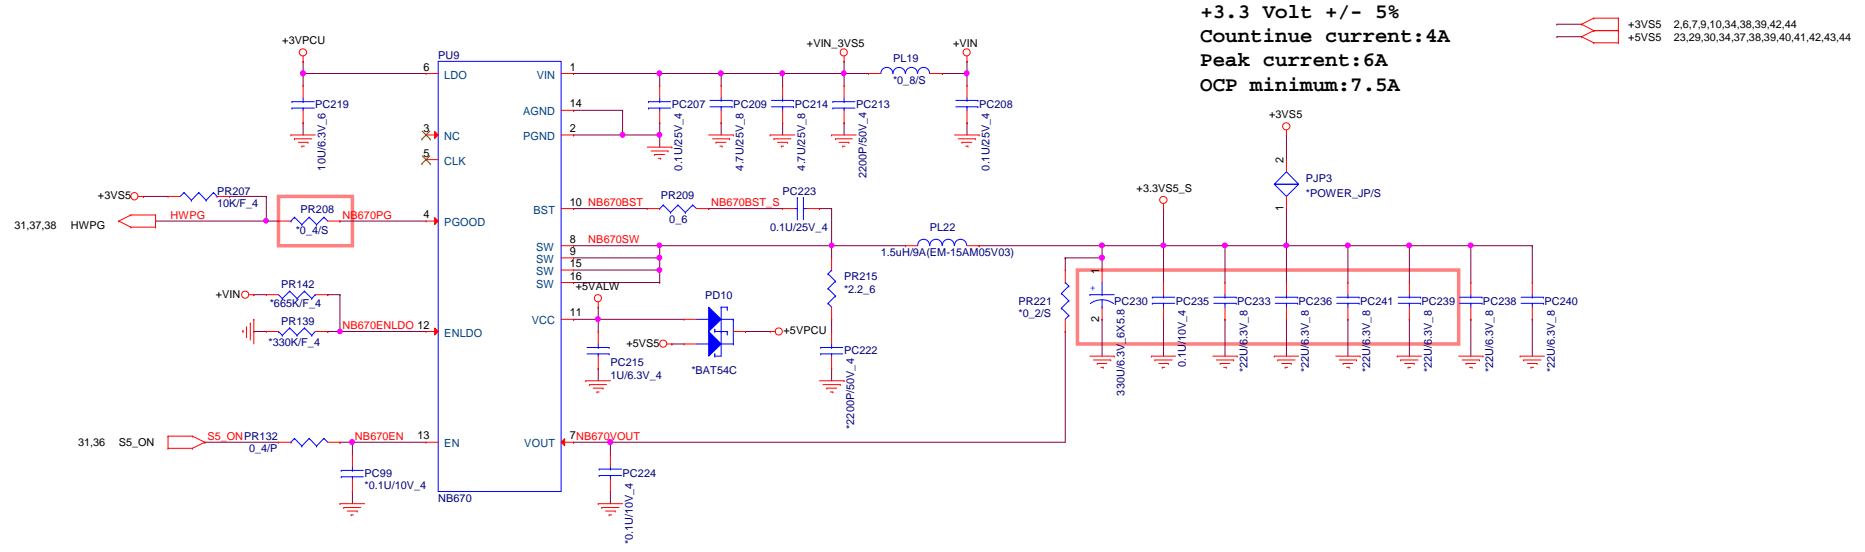 +3.3 Volt +/- 5%
Countinue current:4A
Peak current:6A
OCP minimum:7.5A
+3VS5 2,6,7,9,10,34,38,39,42,44
+5VS5 23,29,30,34,37,38,39,40,41,42,43,44
+3VPCU
PU9
+VIN_3VS5
+VIN
PL19
*0_8/S
6 LDO
VIN 1
PC219
10U/6.3V_6
AGND 14
PGND 2
PC207
0.1U/25V_4
PC209
4.7U/25V_8
PC214
4.7U/25V_8
PC213
2200P/50V_4
PC208
0.1U/25V_4
3 NC
5 CLK
+3VS5
PR207
10K/F_4
31,37,38 HWPG
HWPG
PR208
*0_4/S
NB670PG
4 PGOOD
BST 10 NB670BST
PR209
0_6
NB670BST_S
PC223
0.1U/25V_4
+3VS5
2
PJP3
*POWER_JP/S
1
+3.3VS5_S
SW 8 NB670SW
SW 9
SW 15
SW 16
PL22
1.5uH/9A(EM-15AM05V03)
PR215
*2.2_6
PC222
*2200P/50V_4
+VIN
PR142
*665K/F_4
PR139
*330K/F_4
NB670ENLDO 12 ENLDO
+5VALW
VCC 11
PC215
1U/6.3V_4
PD10
+5VS5
+5VPCU
*BAT54C
PR221
*0_2/S
1
+
2
PC230
330U/6.3V_6X5.8
PC235
0.1U/10V_4
PC233
*22U/6.3V_8
PC236
*22U/6.3V_8
PC241
*22U/6.3V_8
PC239
*22U/6.3V_8
PC238
*22U/6.3V_8
PC240
*22U/6.3V_8
31,36 S5_ON
S5_ON
PR132
0_4/P
NB670EN 13 EN
PC99
*0.1U/10V_4
VOUT 7 NB670VOUT
PC224
*0.1U/10V_4
NB670